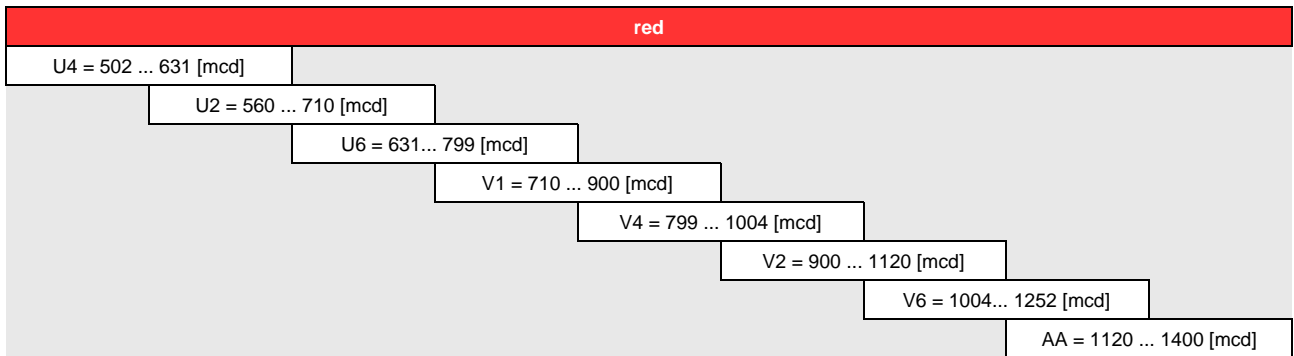 red
U4 = 502 ... 631 [mcd]
U2 = 560 ... 710 [mcd]
U6 = 631... 799 [mcd]
V1 = 710 ... 900 [mcd]
V4 = 799 ... 1004 [mcd]
V2 = 900 ... 1120 [mcd]
V6 = 1004... 1252 [mcd]
AA = 1120 ... 1400 [mcd]